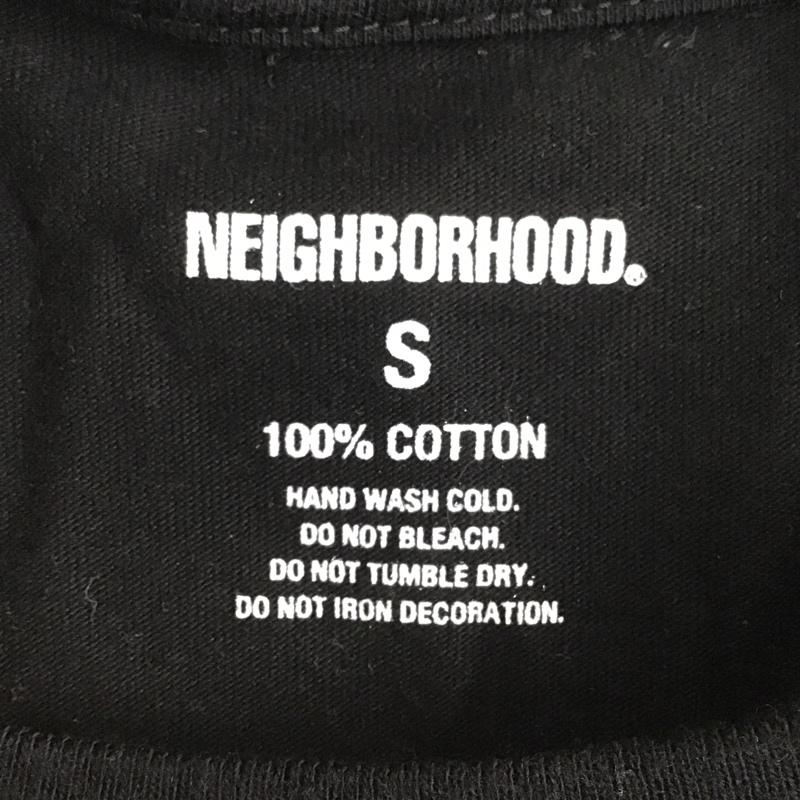 NEIGHBORHOOD®
S
100% COTTON
HAND WASH COLD.
DO NOT BLEACH.
DO NOT TUMBLE DRY.
DO NOT IRON DECORATION.